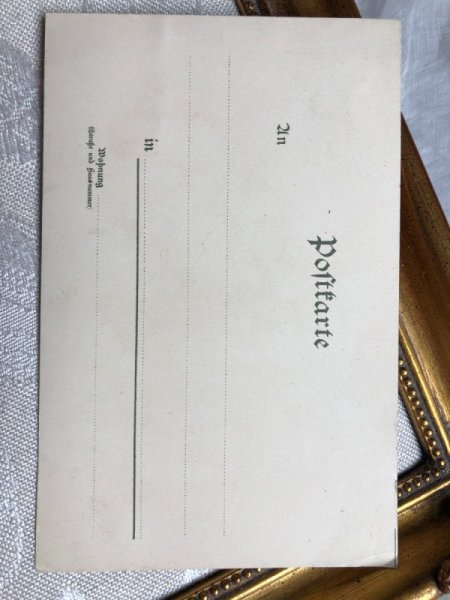 Postkarte
An
in
Wohnung
(Straße und Hausnummer)